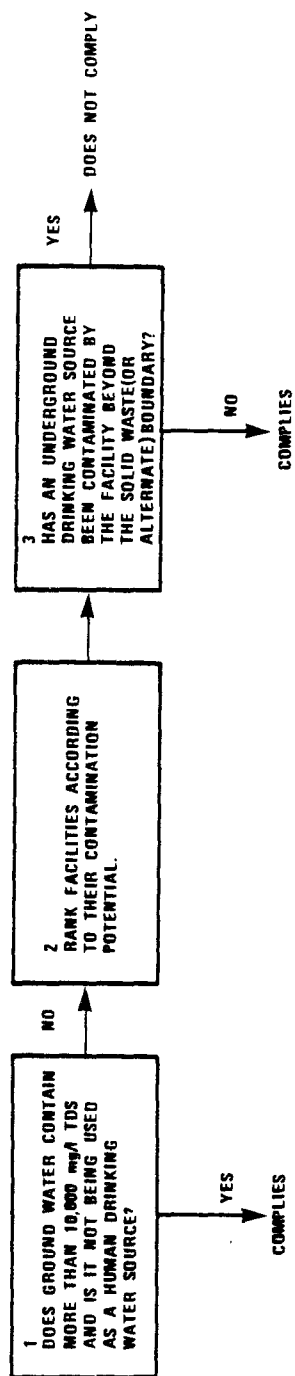 1
DOES GROUND WATER CONTAIN
MORE THAN 10,000 mg/l TDS
AND IS IT NOT BEING USED
AS A HUMAN DRINKING
WATER SOURCE?
NO
YES
COMPLIES
2
RANK FACILITIES ACCORDING
TO THEIR CONTAMINATION
POTENTIAL.
3
HAS AN UNDERGROUND
DRINKING WATER SOURCE
BEEN CONTAMINATED BY
THE FACILITY BEYOND
THE SOLID WASTE(OR
ALTERNATE) BOUNDARY?
YES
DOES NOT COMPLY
NO
COMPLIES